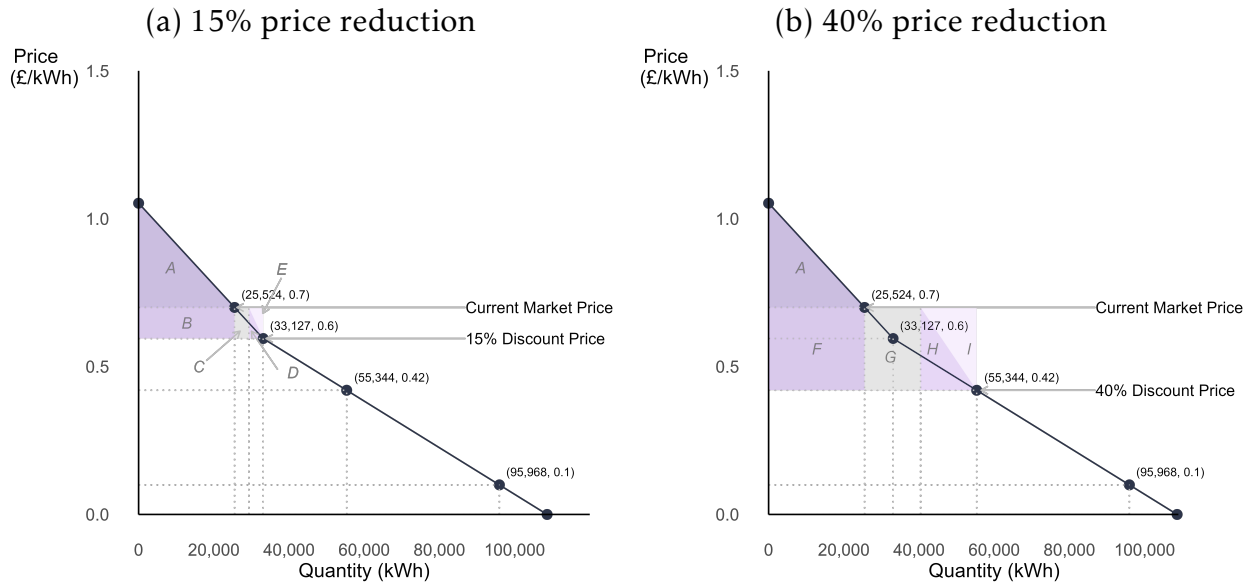 (a) 15% price reduction
Price
(£/kWh)
1.5
1.0
0.5
0.0
A
B
C
D
E
(25,524, 0.7)
(33,127, 0.6)
(55,344, 0.42)
(95,968, 0.1)
Current Market Price
15% Discount Price
0
20,000
40,000
60,000
80,000
100,000
Quantity (kWh)
(b) 40% price reduction
Price
(£/kWh)
1.5
1.0
0.5
0.0
A
F
G
H
I
(25,524, 0.7)
(33,127, 0.6)
(55,344, 0.42)
(95,968, 0.1)
Current Market Price
40% Discount Price
0
20,000
40,000
60,000
80,000
100,000
Quantity (kWh)